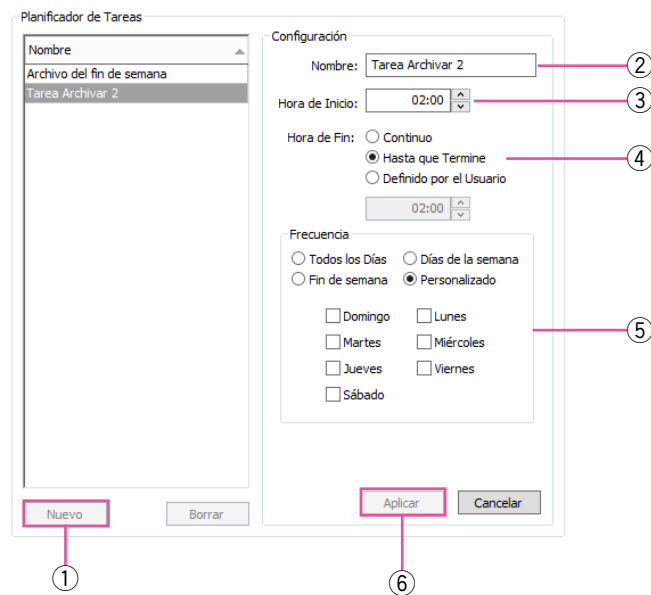 Planificador de Tareas
Nombre
Archivo del fin de semana
Tarea Archivar 2
Nuevo
Borrar
Configuración
Nombre: Tarea Archivar 2
Hora de Inicio: 02:00
Hora de Fin: Continuo
Hasta que Termine
Definido por el Usuario
02:00
Frecuencia
Todos los Días Días de la semana
Fin de semana Personalizado
Domingo Lunes
Martes Miércoles
Jueves Viernes
Sábado
Aplicar Cancelar
1
2
3
4
5
6